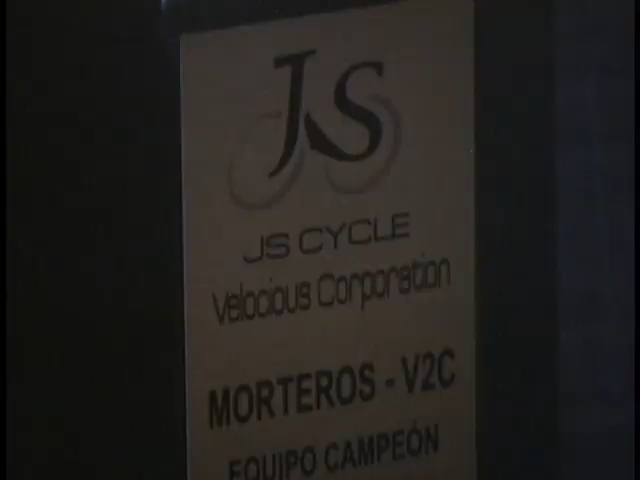 JS
JS CYCLE
Velocious Corporation
MORTEROS - V2C
EQUIPO CAMPEÓN